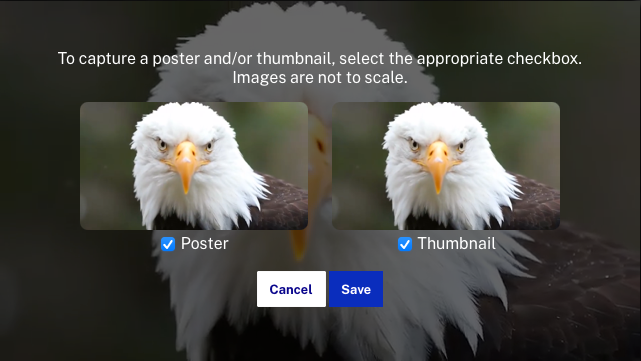 To capture a poster and/or thumbnail, select the appropriate checkbox.
Images are not to scale.
Poster
Thumbnail
Cancel
Save